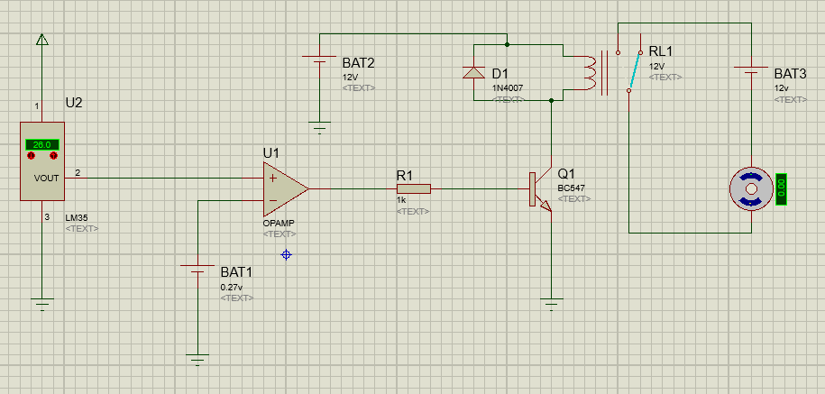 1
U2
26.0
VOUT
2
3
LM35
<TEXT>
BAT2
12V
<TEXT>
D1
1N4007
<TEXT>
RL1
12V
<TEXT>
BAT3
12v
<TEXT>
U1
OPAMP
<TEXT>
R1
1k
<TEXT>
Q1
BC547
<TEXT>
0.00
BAT1
0.27v
<TEXT>